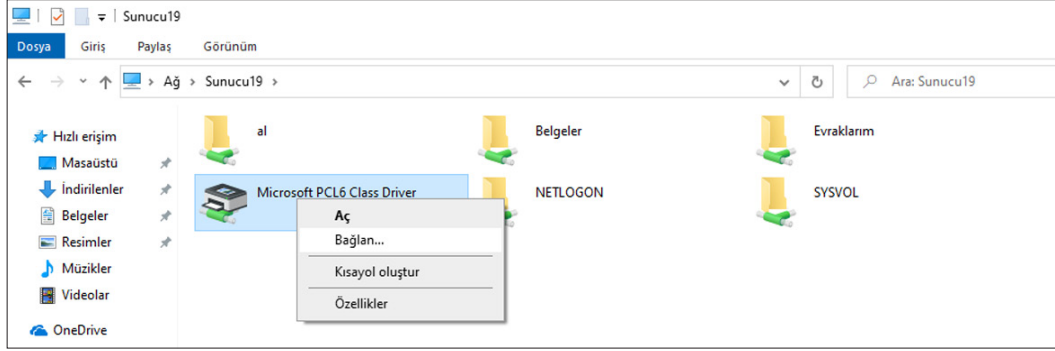 Sunucu19
Dosya Giriş Paylaş Görünüm
Ağ > Sunucu19 >
Ara: Sunucu19
Hızlı erişim
Masaüstü
İndirilenler
Belgeler
Resimler
Müzikler
Videolar
OneDrive
al
Belgeler
Evraklarım
Microsoft PCL6 Class Driver
NETLOGON
SYSVOL
Aç
Bağlan...
Kısayol oluştur
Özellikler